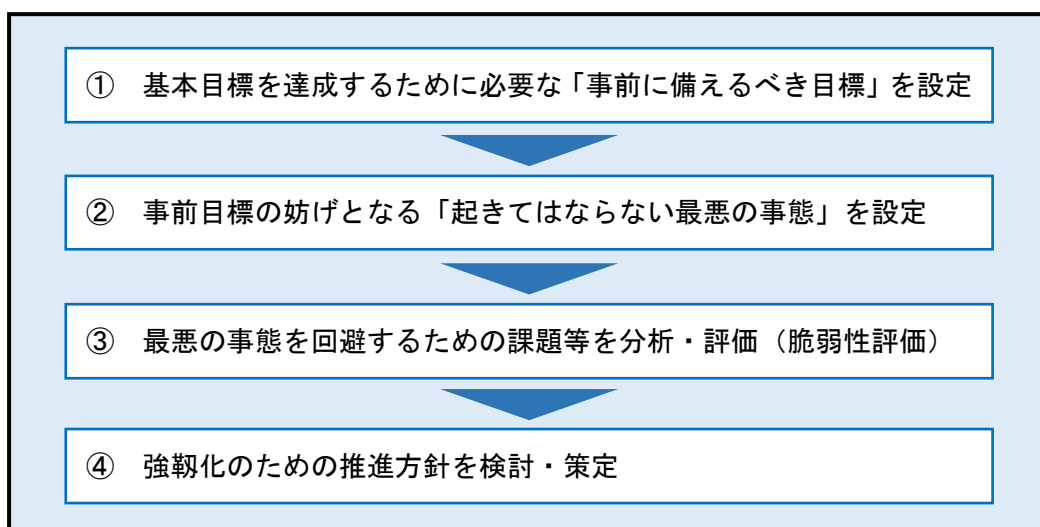 ① 基本目標を達成するために必要な「事前に備えるべき目標」を設定
② 事前目標の妨げとなる「起きてはならない最悪の事態」を設定
③ 最悪の事態を回避するための課題等を分析・評価（脆弱性評価）
④ 強靱化のための推進方針を検討・策定